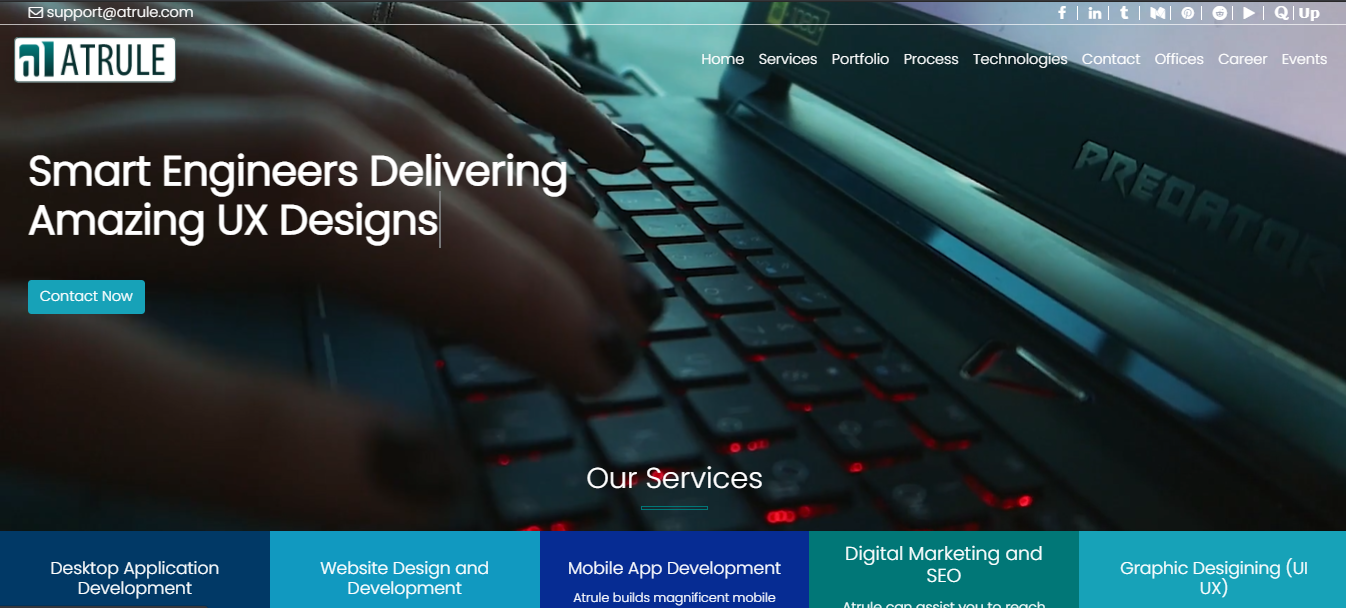 support@atrule.com
Up
ATRULE
Home Services Portfolio Process Technologies Contact Offices Career Events
PREDATOR
Smart Engineers Delivering
Amazing UX Designs
Contact Now
Our Services
Desktop Application
Development
Website Design and
Development
Mobile App Development
Atrule builds magnificent mobile
Digital Marketing and
SEO
Atrule can assist you to reach
Graphic Desigining (UI
UX)